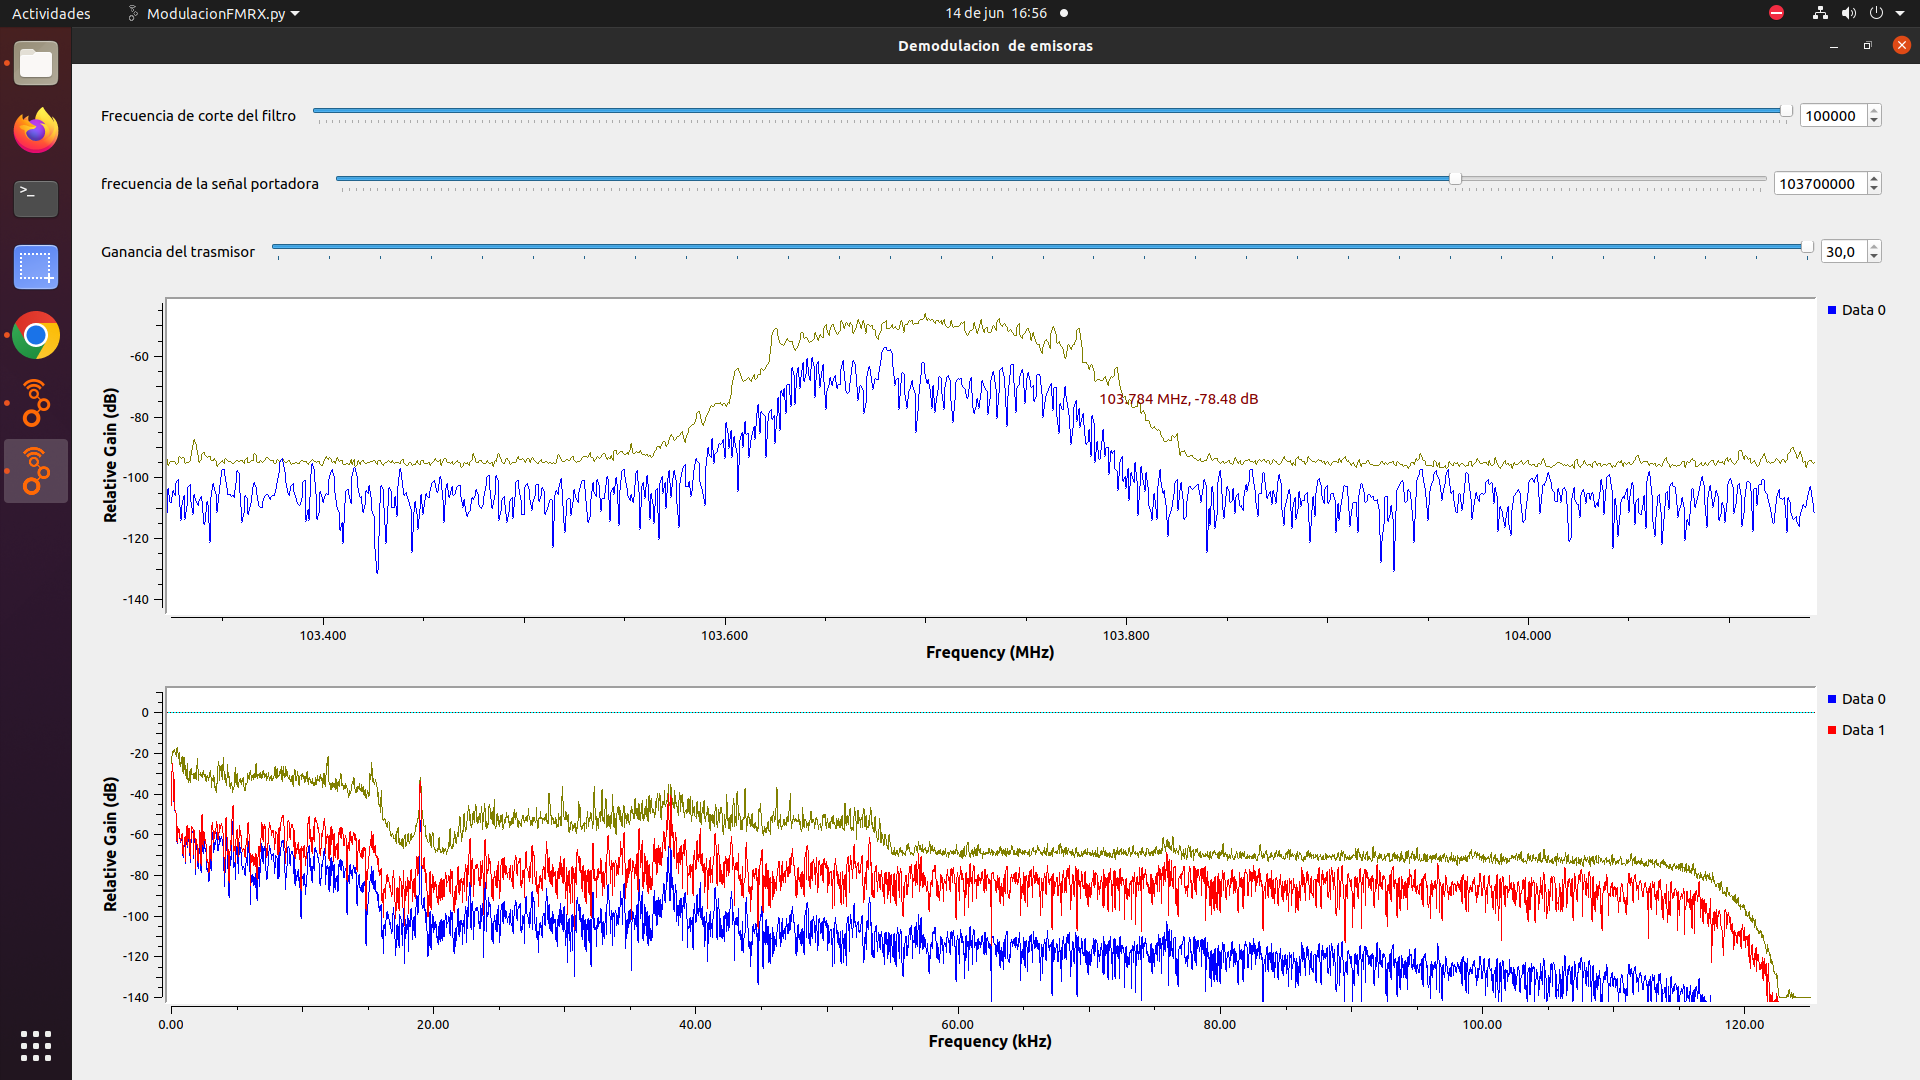 Actividades
ModulacionFMRX.py
14 de jun 16:56
Demodulacion de emisoras
Frecuencia de corte del filtro
100000
frecuencia de la señal portadora
103700000
Ganancia del trasmisor
30,0
Data 0
Relative Gain (dB)
-60
-80
-100
-120
-140
103.784 MHz, -78.48 dB
103.400
103.600
103.800
104.000
Frequency (MHz)
Data 0
Data 1
Relative Gain (dB)
0
-20
-40
-60
-80
-100
-120
-140
0.00
20.00
40.00
60.00
80.00
100.00
120.00
Frequency (kHz)